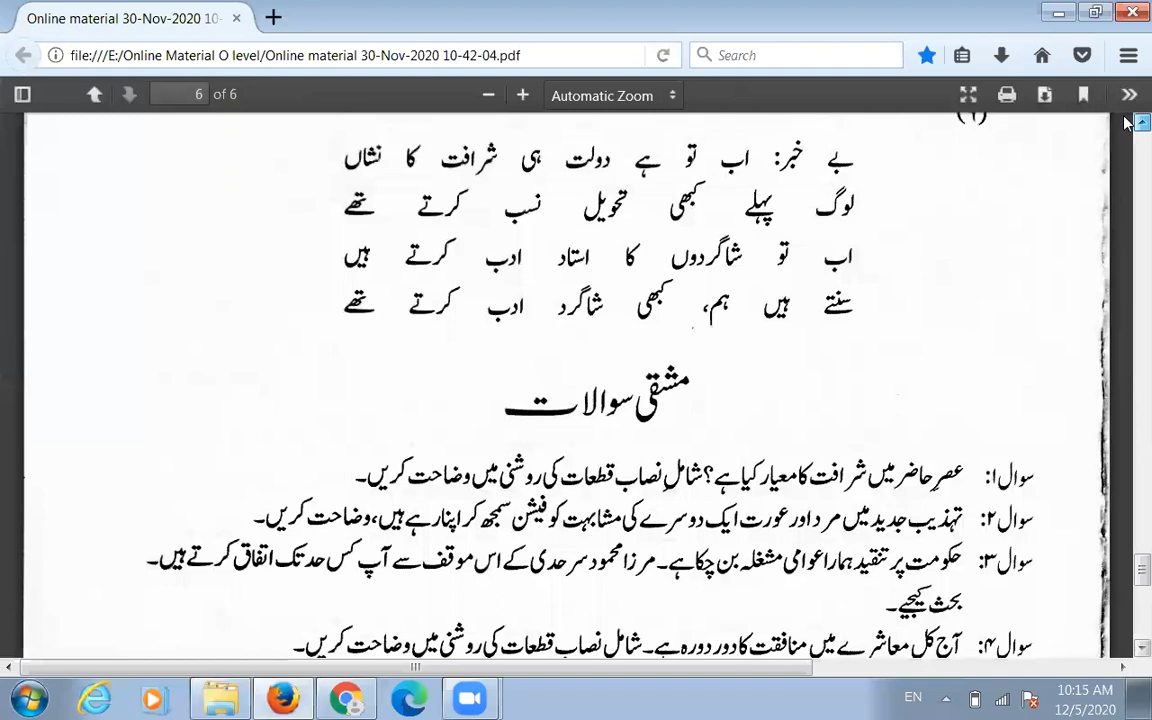 Online material 30-Nov-2020 10-
file:///E:/Online Material O level/Online material 30-Nov-2020 10-42-04.pdf
Search
6 of 6
Automatic Zoom
بے خبر: اب تو ہے دولت ہی شرافت کا نشاں
لوگ پہلے کبھی تحویل نسب کرتے تھے
اب تو شاگردوں کا استاد ادب کرتے ہیں
سنتے ہیں ہم، کبھی شاگرد ادب کرتے تھے
مشقی سوالات
سوال ۱: عصرِ حاضر میں شرافت کا معیار کیا ہے؟ شاملِ نصاب قطعات کی روشنی میں وضاحت کریں۔
سوال ۲: تہذیب جدید میں مرد اور عورت ایک دوسرے کی مشابہت کو فیشن سمجھ کر اپنا رہے ہیں، وضاحت کریں۔
سوال ۳: حکومت پر تنقید ہمارا عوامی مشغلہ بن چکا ہے۔ مرزا محمود سرحدی کے اس موقف سے آپ کس حد تک اتفاق کرتے ہیں۔
بحث کیجیے۔
سوال ۴: آج کل معاشرے میں منافقت کا دور دورہ ہے۔ شامل نصاب قطعات کی روشنی میں وضاحت کریں۔
EN
10:15 AM
12/5/2020